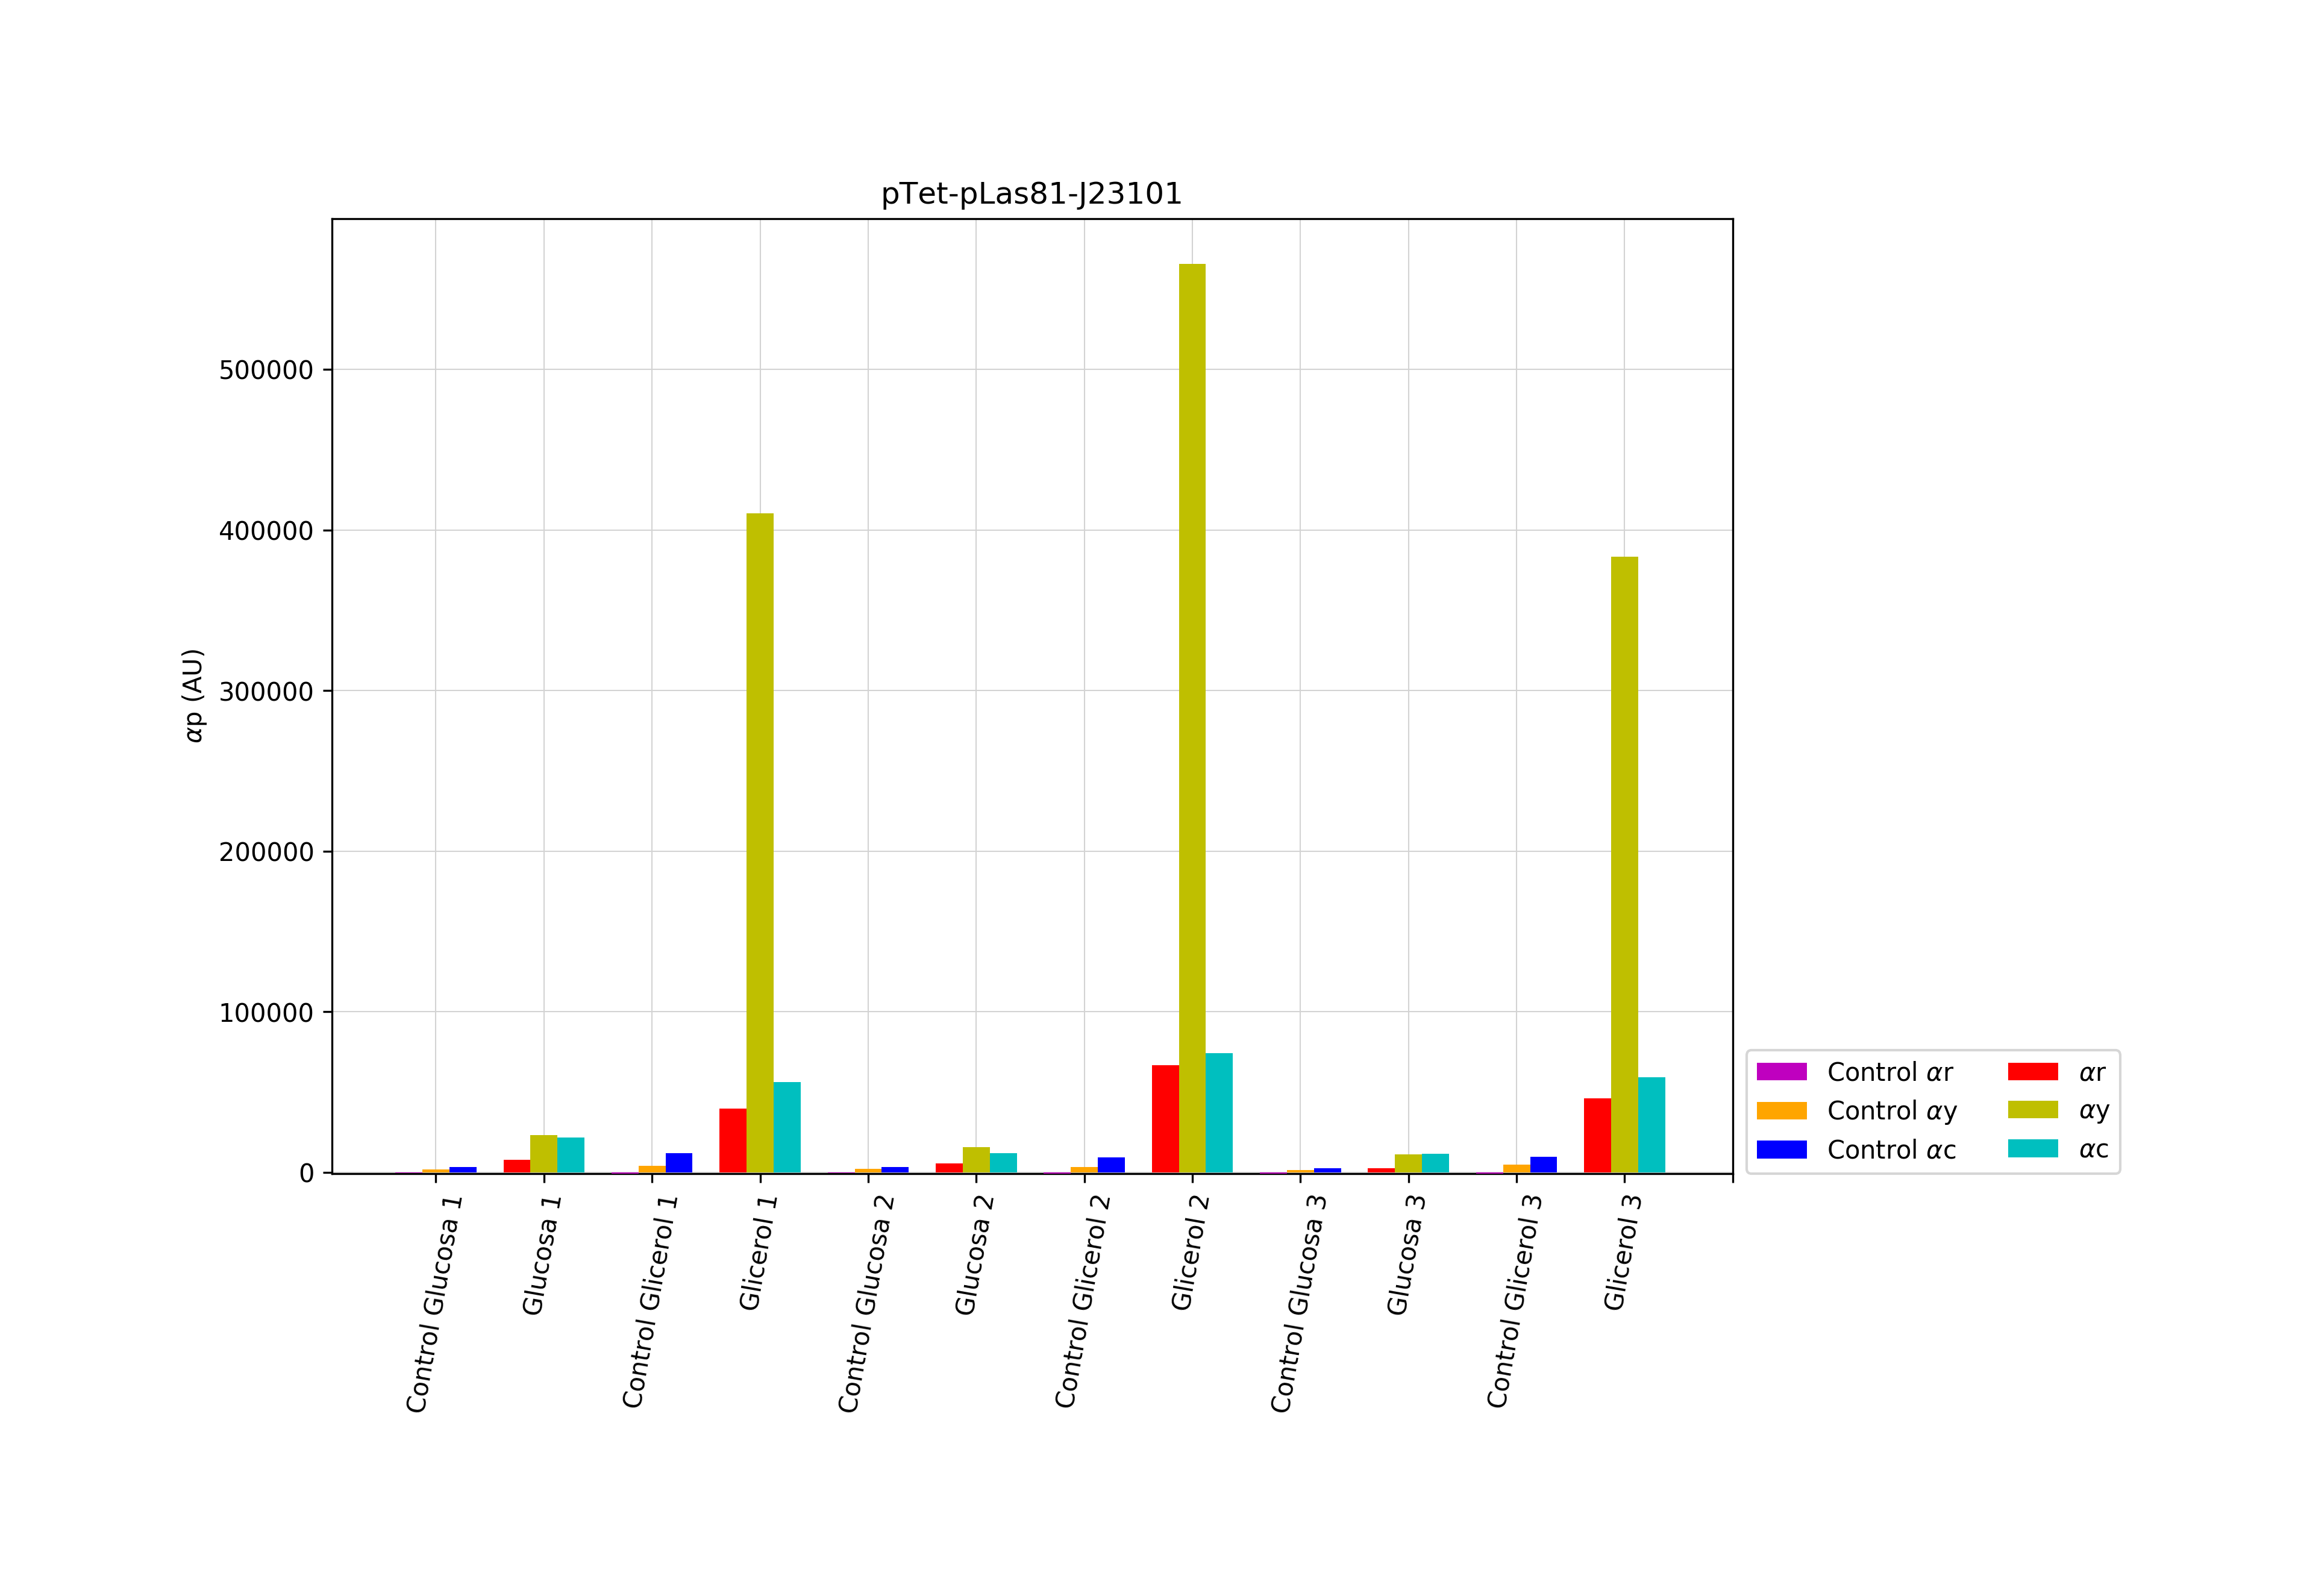 pTet-pLas81-J23101
αp (AU)
500000
400000
300000
200000
100000
0
Control Glucosa 1
Glucosa 1
Control Glicerol 1
Glicerol 1
Control Glucosa 2
Glucosa 2
Control Glicerol 2
Glicerol 2
Control Glucosa 3
Glucosa 3
Control Glicerol 3
Glicerol 3
Control αr
Control αy
Control αc
αr
αy
αc